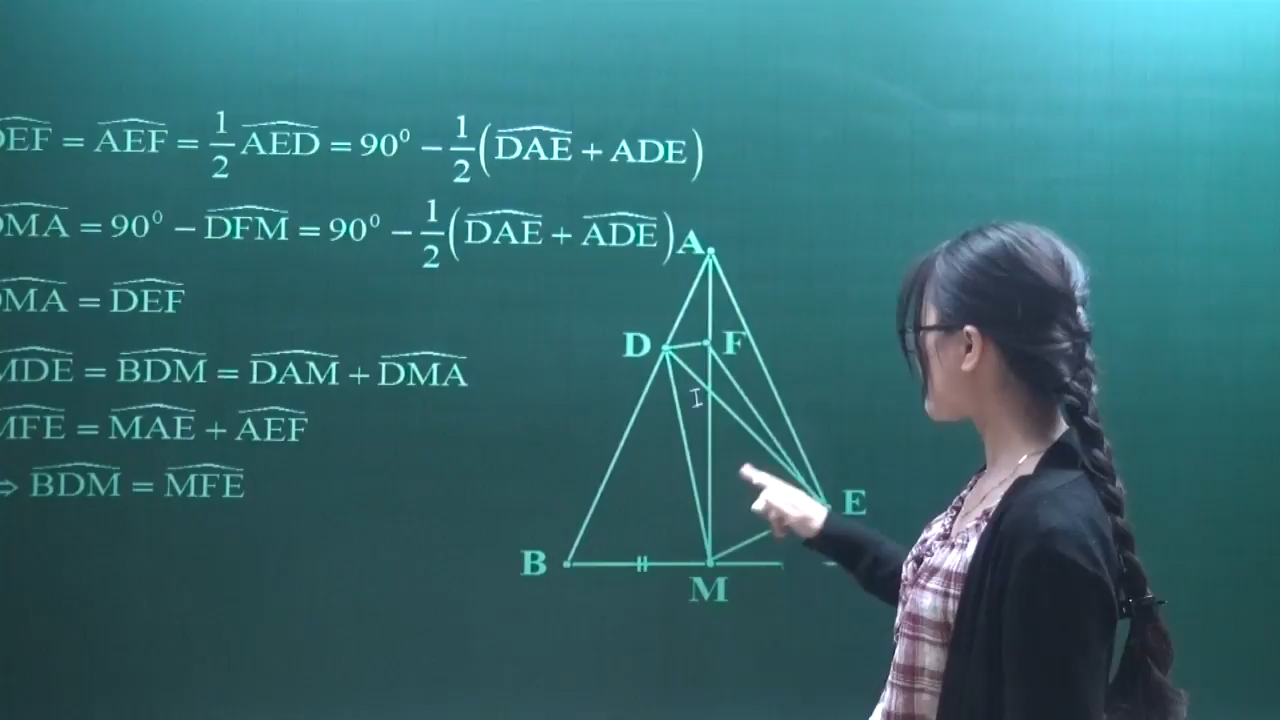 DEF = AEF = 1/2 AED = 90⁰ − 1/2(DAE + ADE)
DMA = 90⁰ − DFM = 90⁰ − 1/2(DAE + ADE)
DMA = DEF
MDE = BDM = DAM + DMA
MFE = MAE + AEF
⇒ BDM = MFE
A
D F
E
B
M